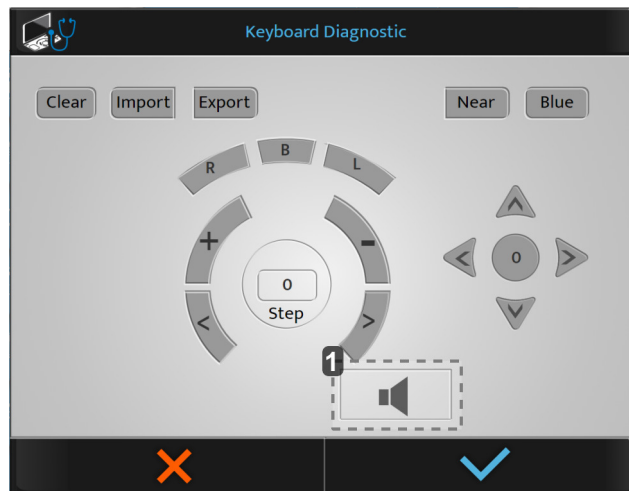 Keyboard Diagnostic
Clear Import Export Near Blue
R B L
+ -
0
0
Step
< >
1